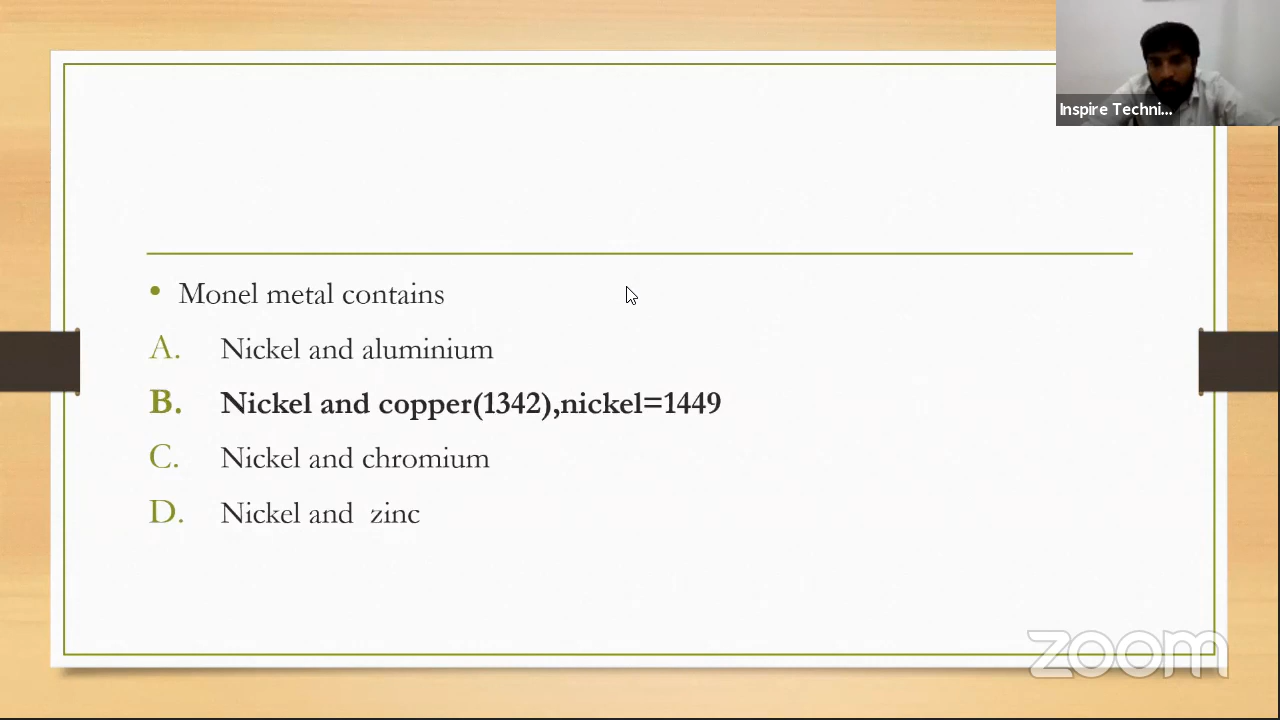 Inspire Techni...
• Monel metal contains
A. Nickel and aluminium
B. Nickel and copper(1342),nickel=1449
C. Nickel and chromium
D. Nickel and  zinc
zoom